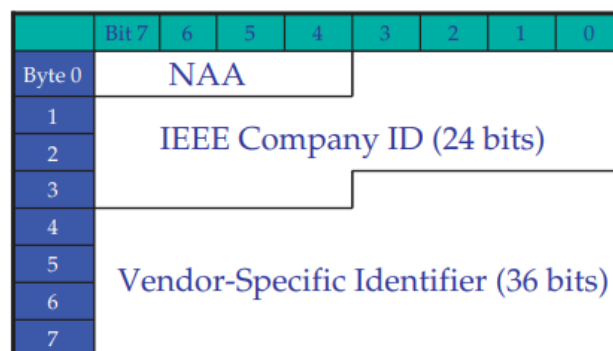 Bit 7 6 5 4 3 2 1 0
Byte 0 NAA
1
IEEE Company ID (24 bits)
2
3
4
5
Vendor-Specific Identifier (36 bits)
6
7